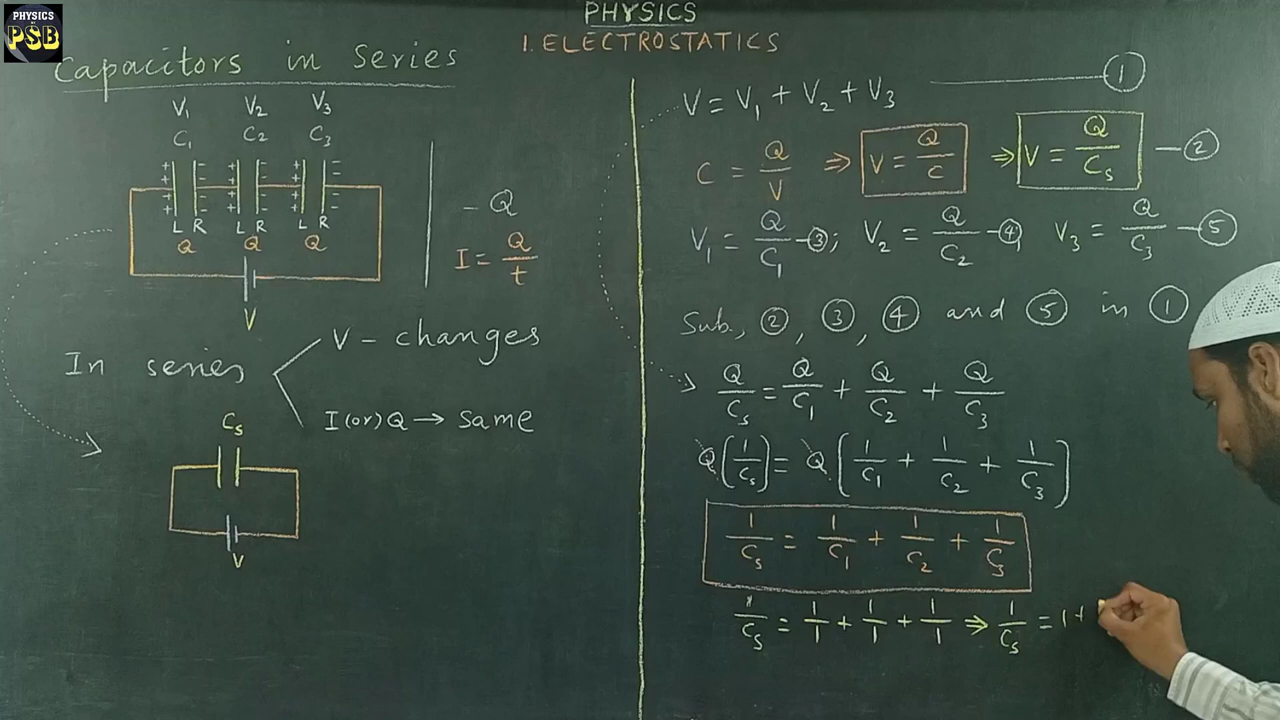 PHYSICS
BY
PSB
PHYSICS
1. ELECTROSTATICS
Capacitors in Series
V₁ V₂ V₃
C₁ C₂ C₃
+ - + - + -
+ - + - + -
+ - + - + -
+ - + - + -
L R L R L R
Q Q Q
V
- Q
I = Q/t
In series
V - changes
I (or) Q → same
Cₛ
V
V = V₁ + V₂ + V₃ — ①
C = Q/V ⇒ V = Q/C ⇒ V = Q/Cₛ — ②
V₁ = Q/C₁ — ③; V₂ = Q/C₂ — ④ V₃ = Q/C₃ — ⑤
Sub, ②, ③, ④ and ⑤ in ①
Q/Cₛ = Q/C₁ + Q/C₂ + Q/C₃
Q(1/Cₛ) = Q(1/C₁ + 1/C₂ + 1/C₃)
1/Cₛ = 1/C₁ + 1/C₂ + 1/C₃
1/Cₛ = 1/1 + 1/1 + 1/1 ⇒ 1/Cₛ = 1 +